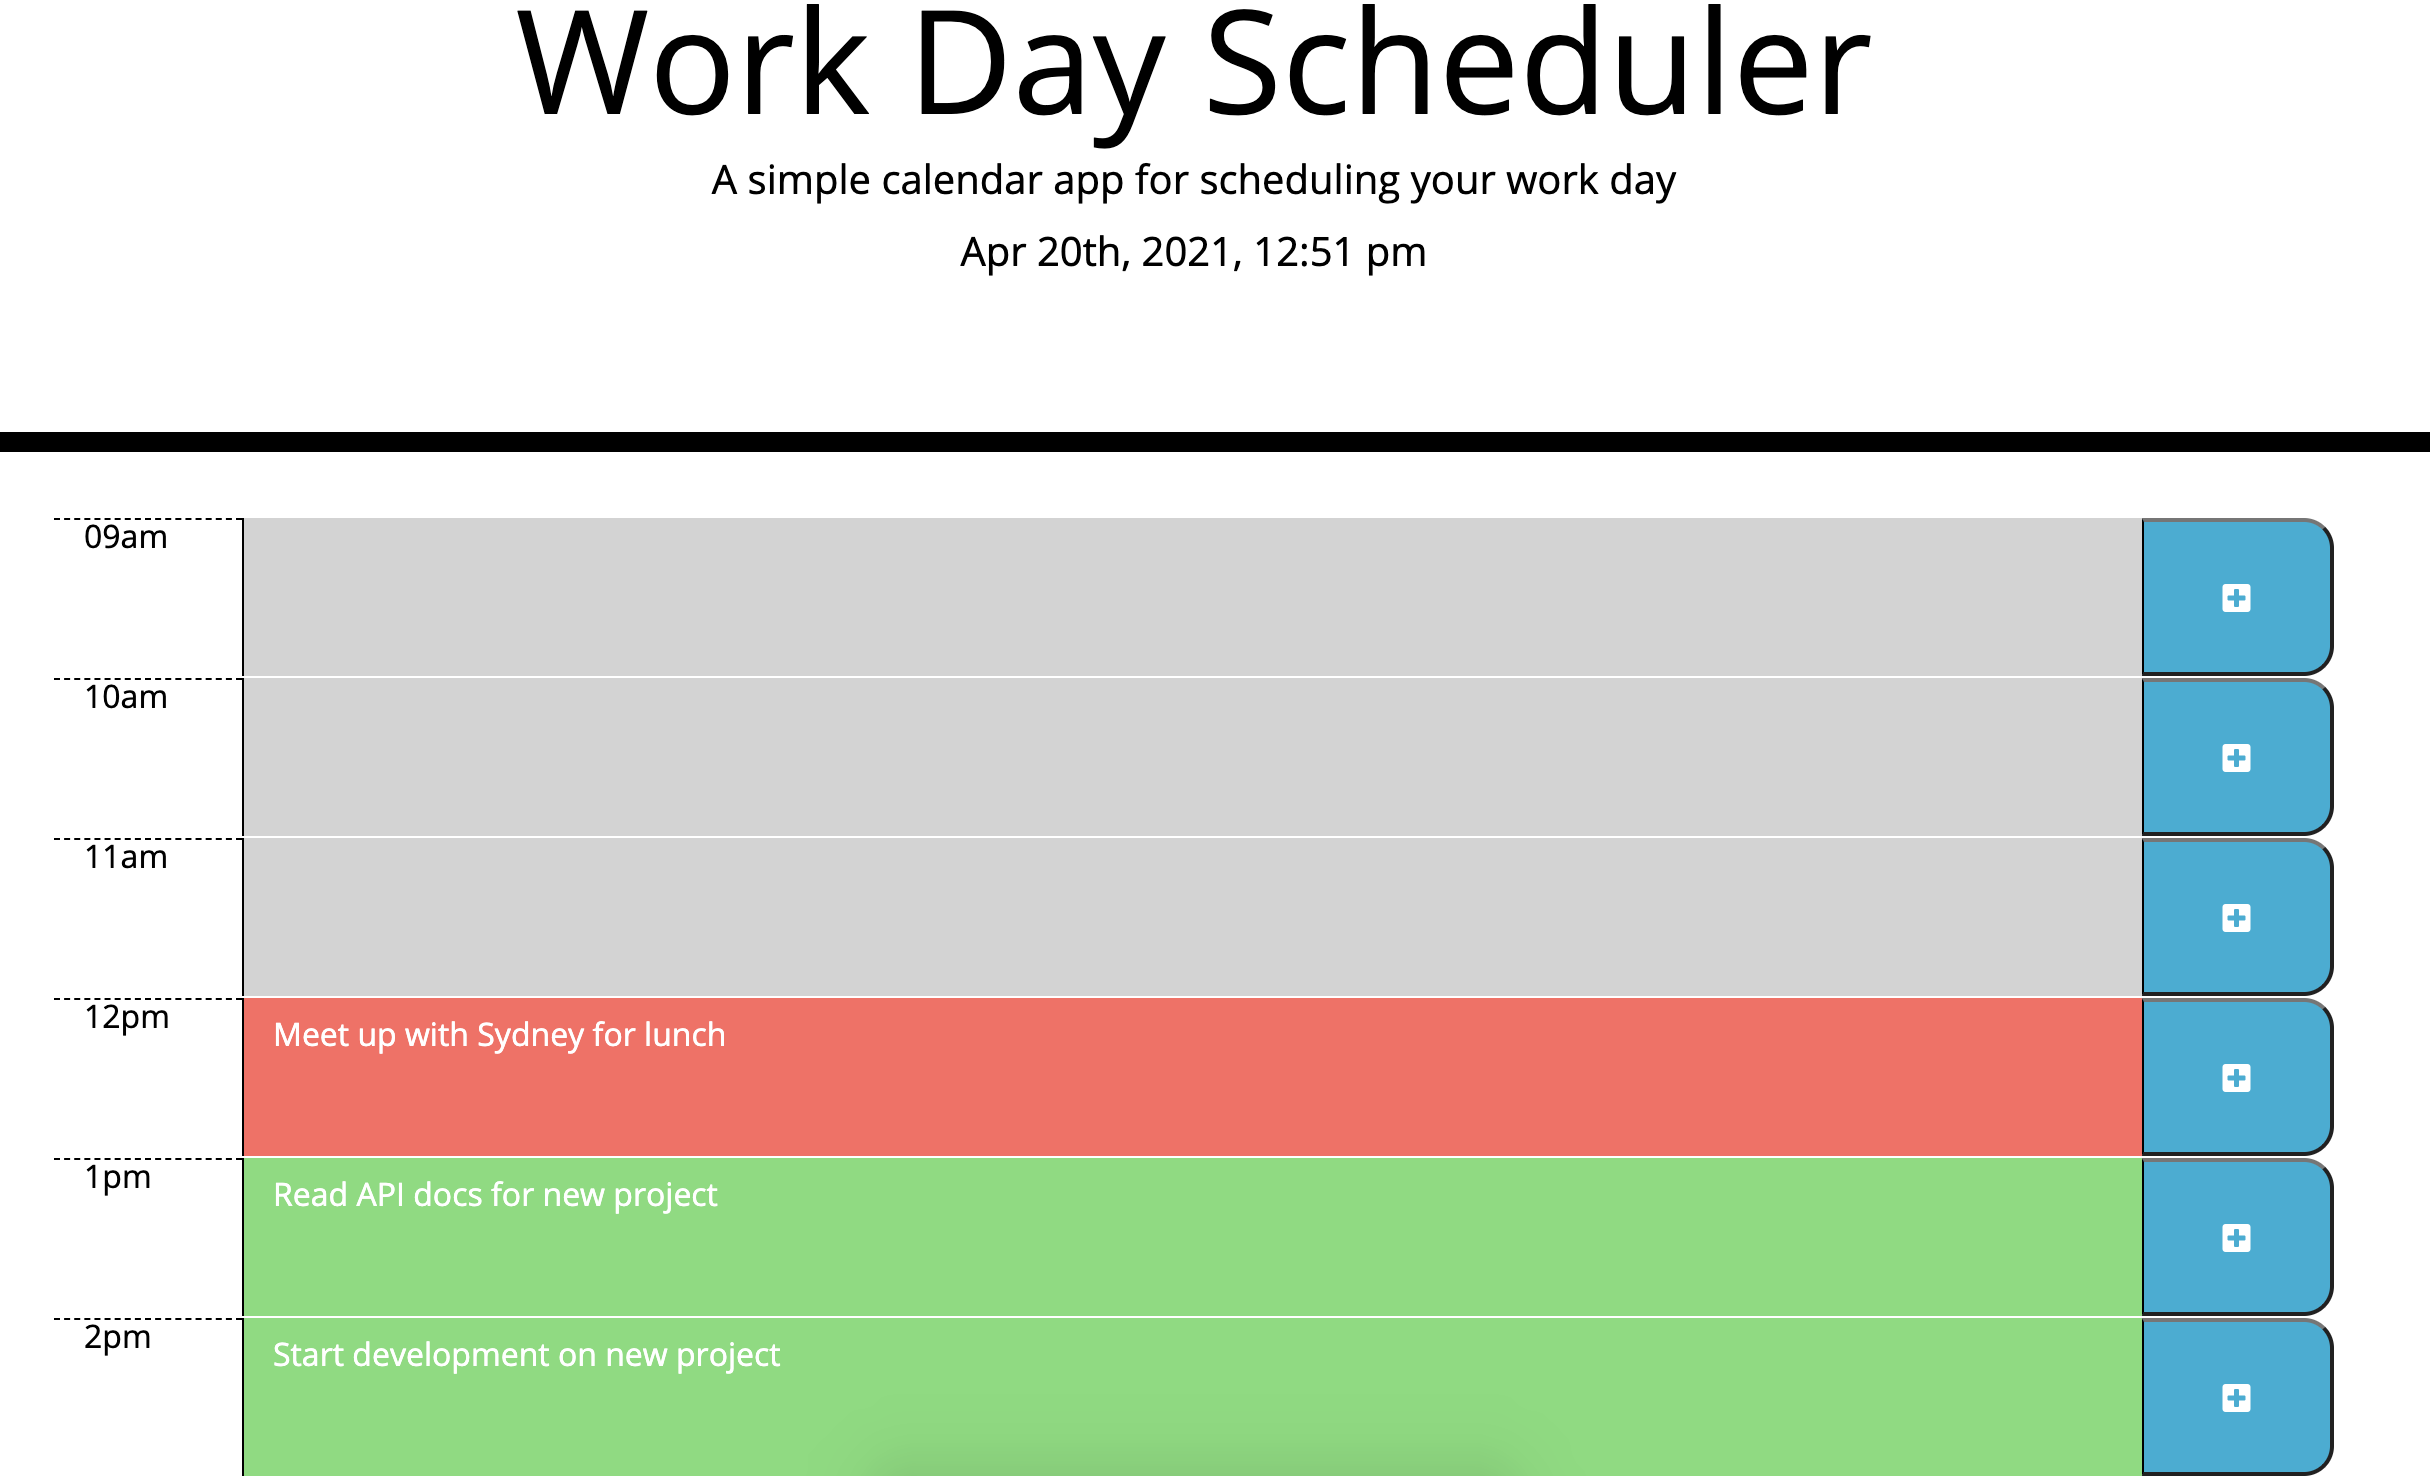 Work Day Scheduler
A simple calendar app for scheduling your work day
Apr 20th, 2021, 12:51 pm
09am
10am
11am
12pm
Meet up with Sydney for lunch
1pm
Read API docs for new project
2pm
Start development on new project